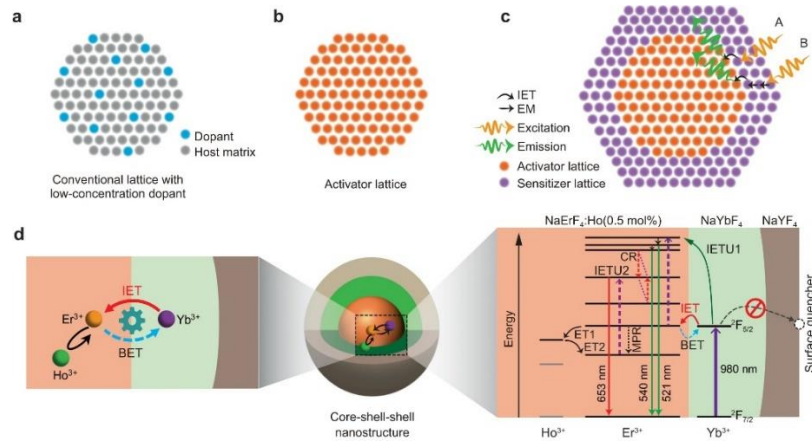 a
b
c
Dopant
Host matrix
Conventional lattice with
low-concentration dopant
Activator lattice
A
B
IET
EM
Excitation
Emission
Activator lattice
Sensitizer lattice
d
IET
Er³⁺
Yb³⁺
BET
Ho³⁺
Core-shell-shell
nanostructure
NaErF₄:Ho(0.5 mol%)
NaYbF₄
NaYF₄
Energy
CR
IETU1
IETU2
IET
BET
ET1
ET2
MPR
²F₅/₂
653 nm
540 nm
521 nm
980 nm
²F₇/₂
Surface quencher
Ho³⁺
Er³⁺
Yb³⁺